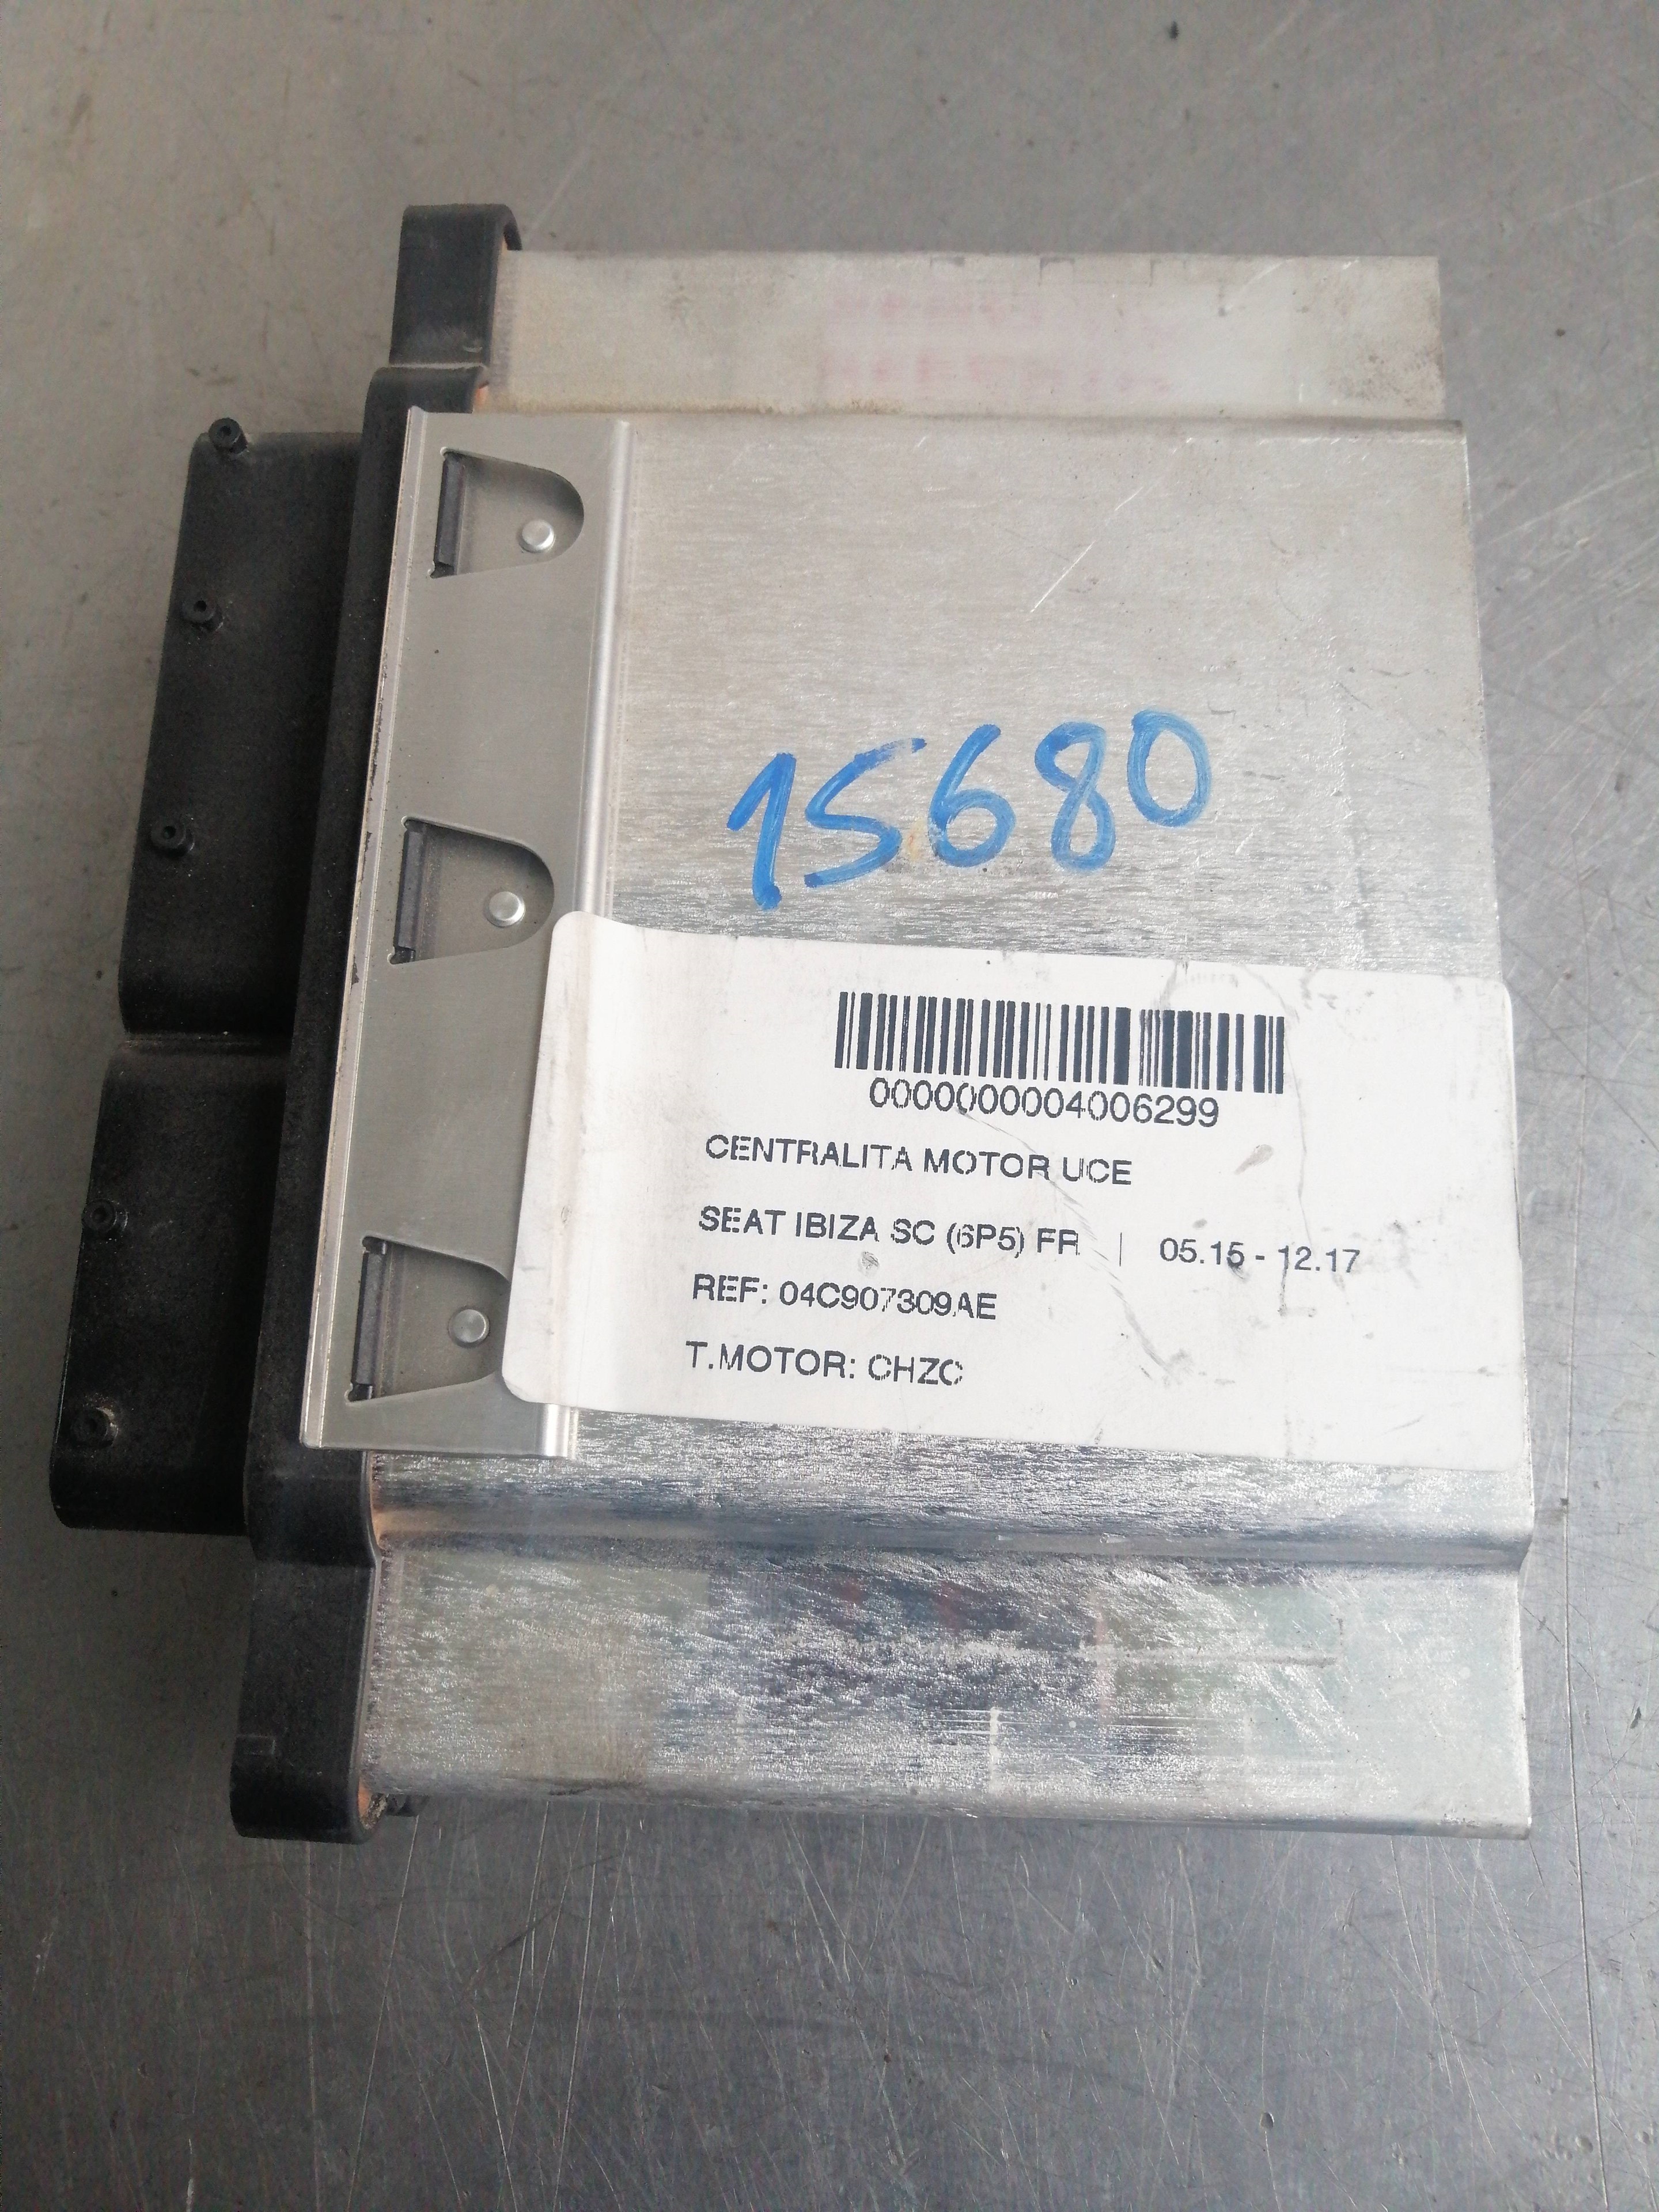 15680
0000000004006299
CENTRALITA MOTOR UCE
SEAT IBIZA SC (6P5) FR | 05.15 - 12.17
REF: 04C907309AE
T.MOTOR: CHZC